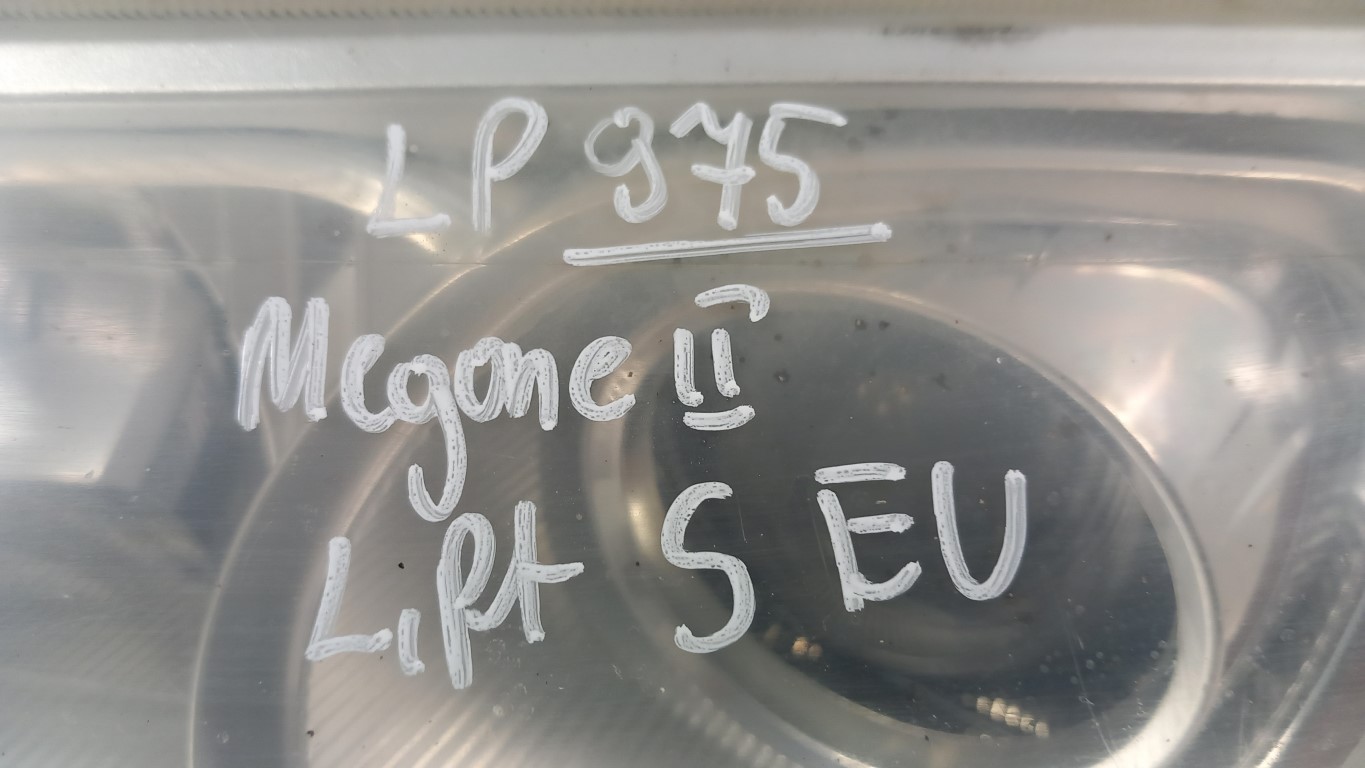 LP 975
Megane II
Lift S EU